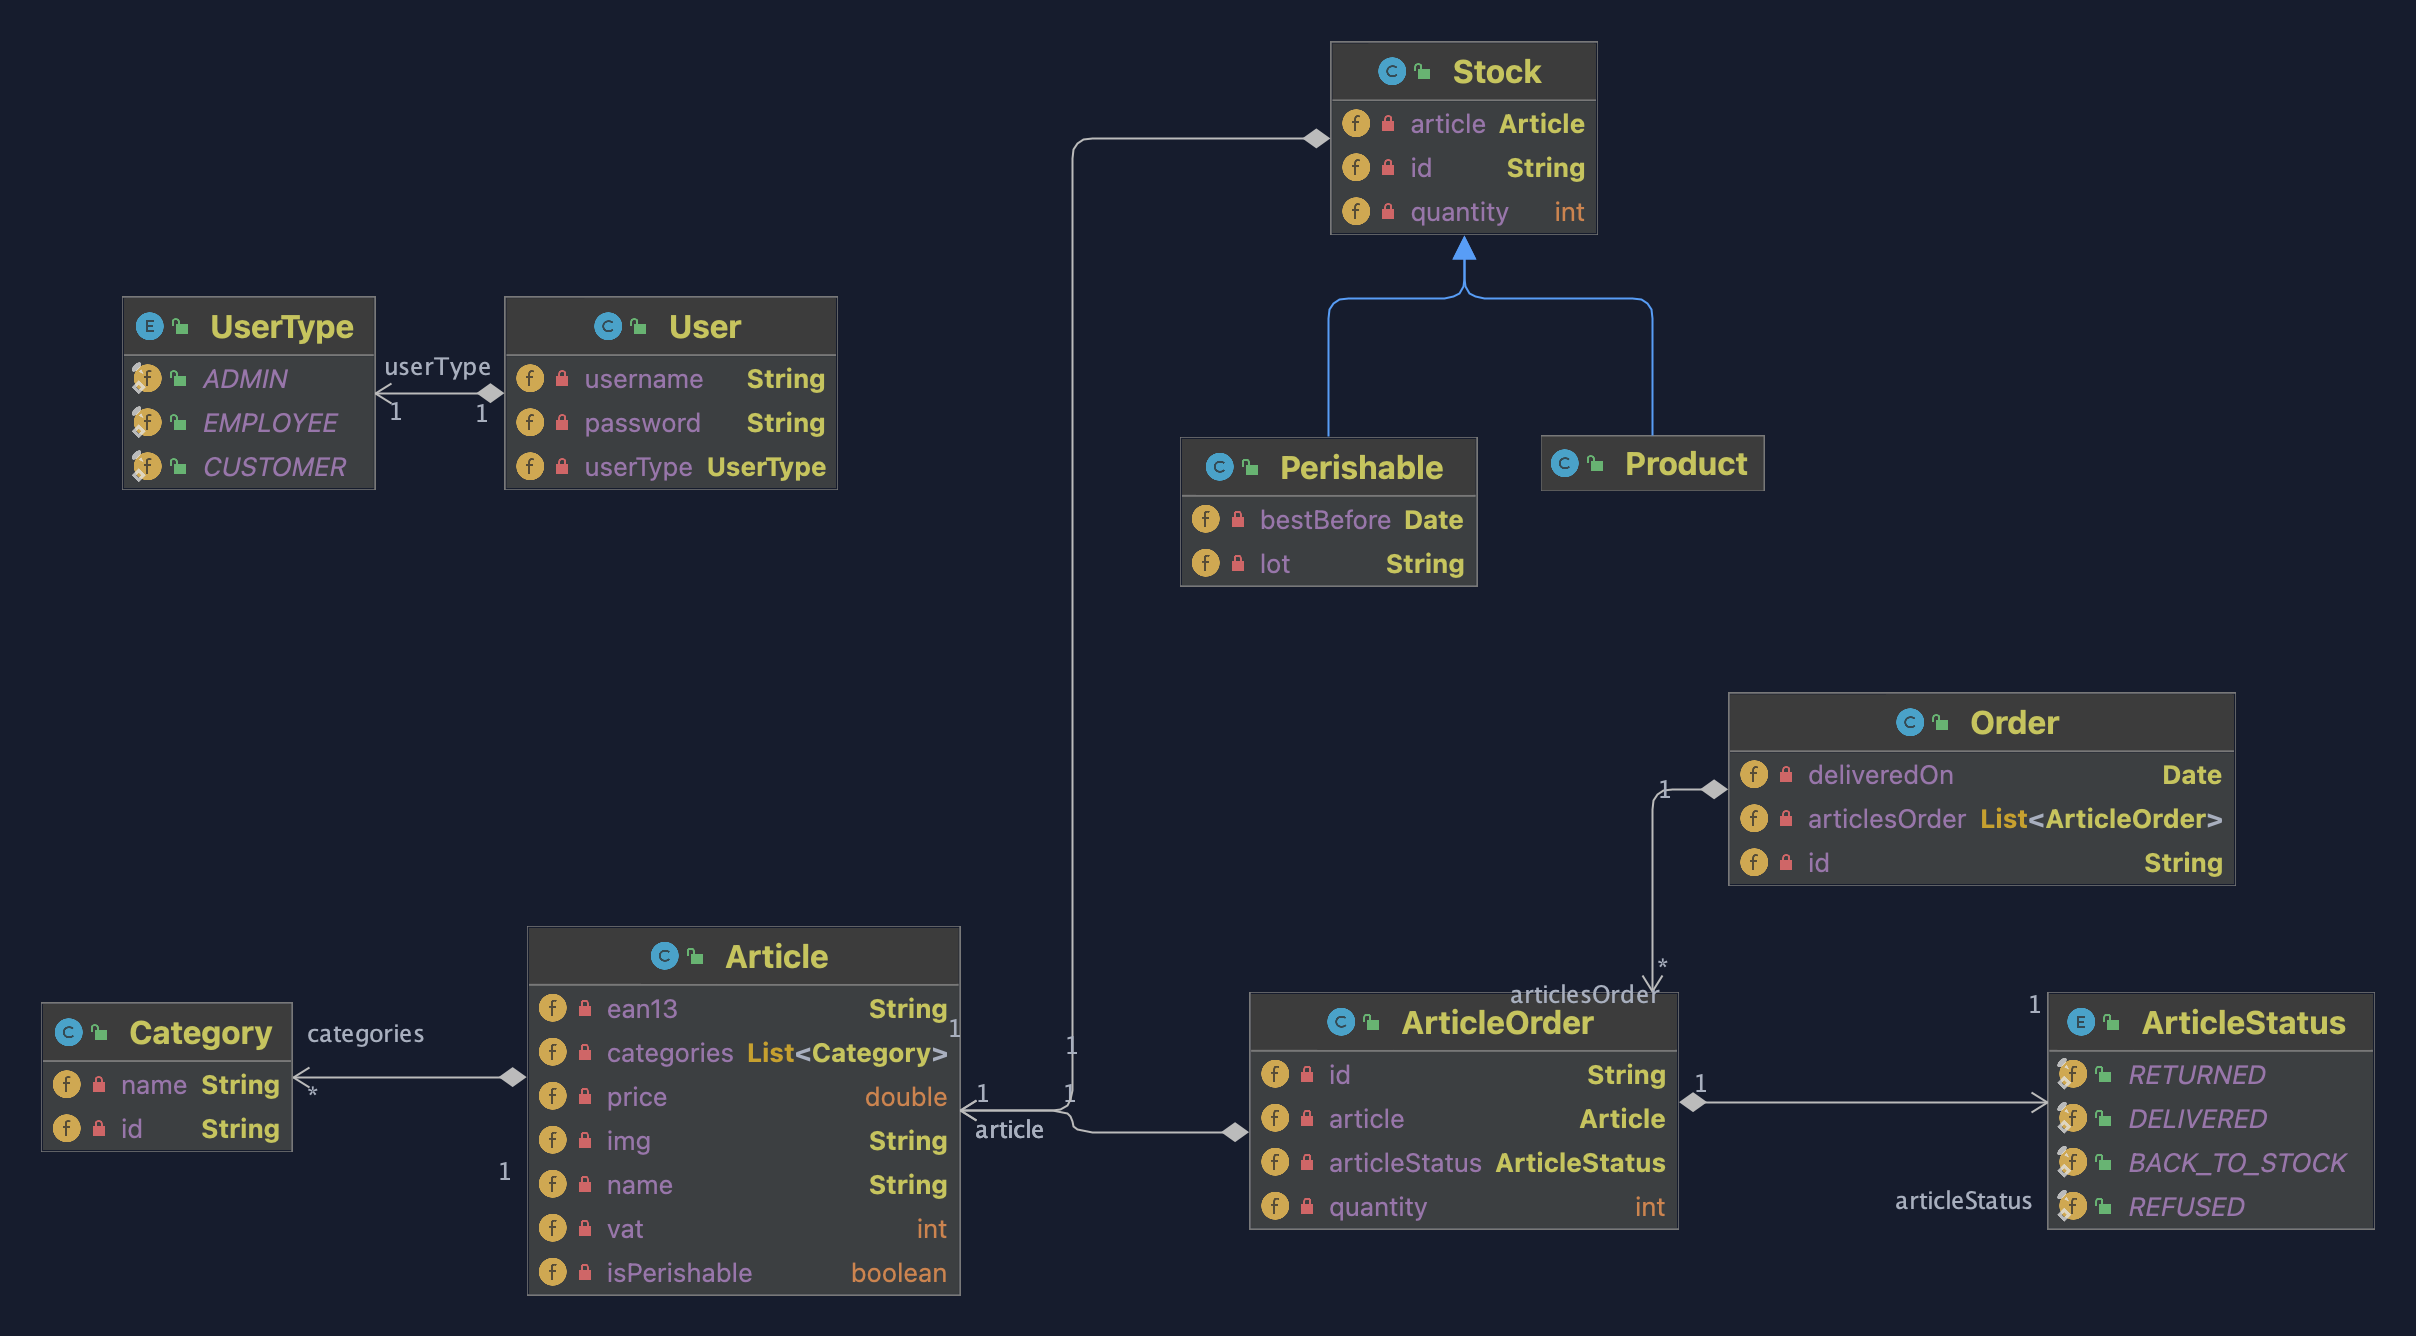 Stock
article Article
id String
quantity int
UserType
ADMIN
EMPLOYEE
CUSTOMER
userType
1
1
User
username String
password String
userType UserType
Perishable
bestBefore Date
lot String
Product
Order
deliveredOn Date
articlesOrder List<ArticleOrder>
id String
1
*
articlesOrder
Category
name String
id String
categories
*
1
Article
ean13 String
categories List<Category>
price double
img String
name String
vat int
isPerishable boolean
1
1
1
1
article
ArticleOrder
id String
article Article
articleStatus ArticleStatus
quantity int
1
1
articleStatus
ArticleStatus
RETURNED
DELIVERED
BACK_TO_STOCK
REFUSED